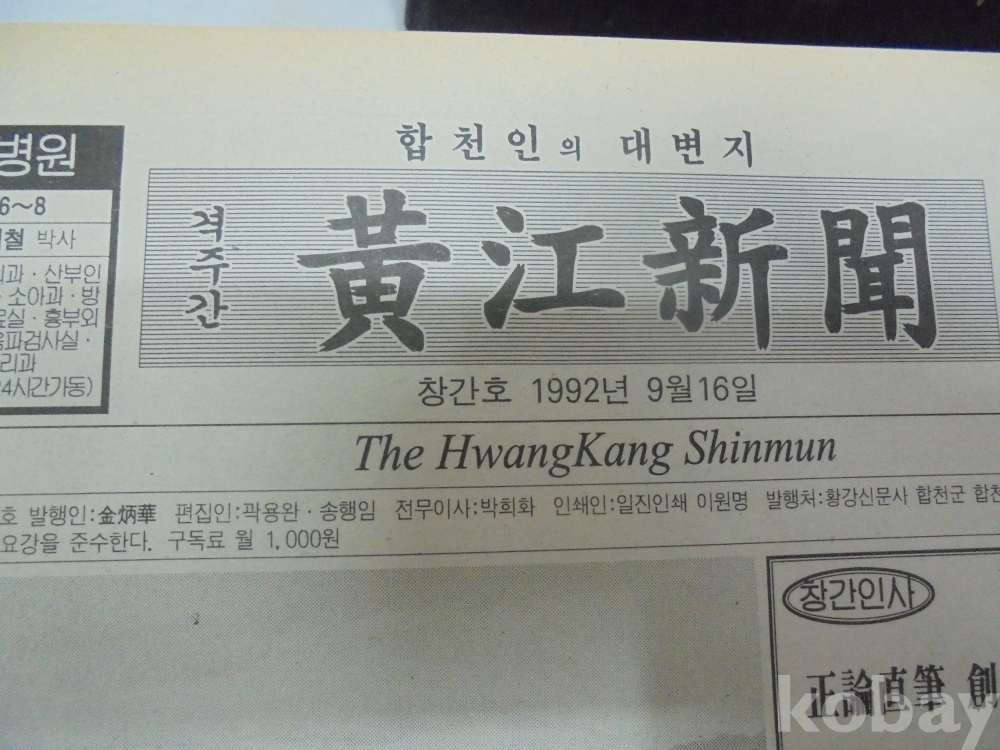 합천인의 대변지
격주간
黃江新聞
창간호 1992년 9월16일
The HwangKang Shinmun
호 발행인:金炳華 편집인:곽용완·송행임 전무이사:박희화 인쇄인:일진인쇄 이원명 발행처:황강신문사 합천군 합천
요강을 준수한다. 구독료 월 1,000원
병원
6~8
철 박사
과·산부인
·소아과·방
료실·흉부외
음파검사실·
리과
24시간가동)
창간인사
正論直筆 創
kobay